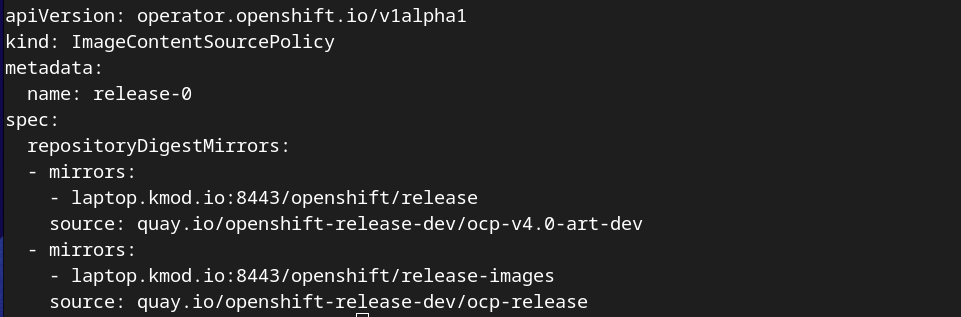 apiVersion: operator.openshift.io/v1alpha1
kind: ImageContentSourcePolicy
metadata:
  name: release-0
spec:
  repositoryDigestMirrors:
  - mirrors:
    - laptop.kmod.io:8443/openshift/release
    source: quay.io/openshift-release-dev/ocp-v4.0-art-dev
  - mirrors:
    - laptop.kmod.io:8443/openshift/release-images
    source: quay.io/openshift-release-dev/ocp-release